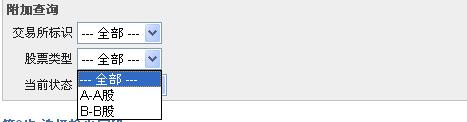 附加查询
交易所标识 --- 全部 ---
股票类型 --- 全部 ---
当前状态 --- 全部 ---
A-A股
B-B股